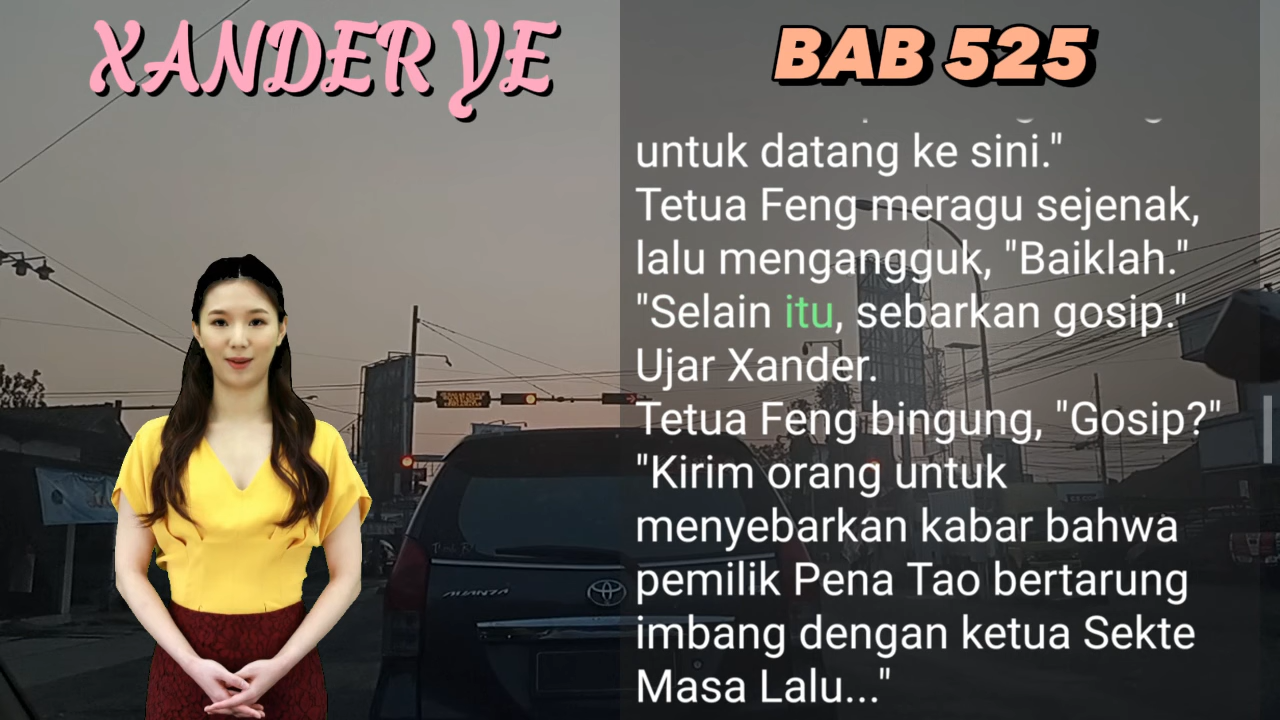 XANDER YE
BAB 525
untuk datang ke sini."
Tetua Feng meragu sejenak,
lalu mengangguk, "Baiklah."
"Selain itu, sebarkan gosip."
Ujar Xander.
Tetua Feng bingung, "Gosip?"
"Kirim orang untuk
menyebarkan kabar bahwa
pemilik Pena Tao bertarung
imbang dengan ketua Sekte
Masa Lalu..."
AVANZA